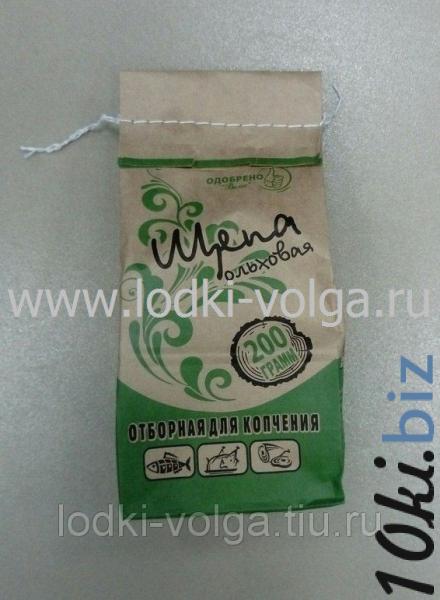 ОДОБРЕНО
Щепа
ольховая
www.lodki-volga.ru
200
ГРАММ
ОТБОРНАЯ ДЛЯ КОПЧЕНИЯ
lodki-volga.tiu.ru
10ki.biz